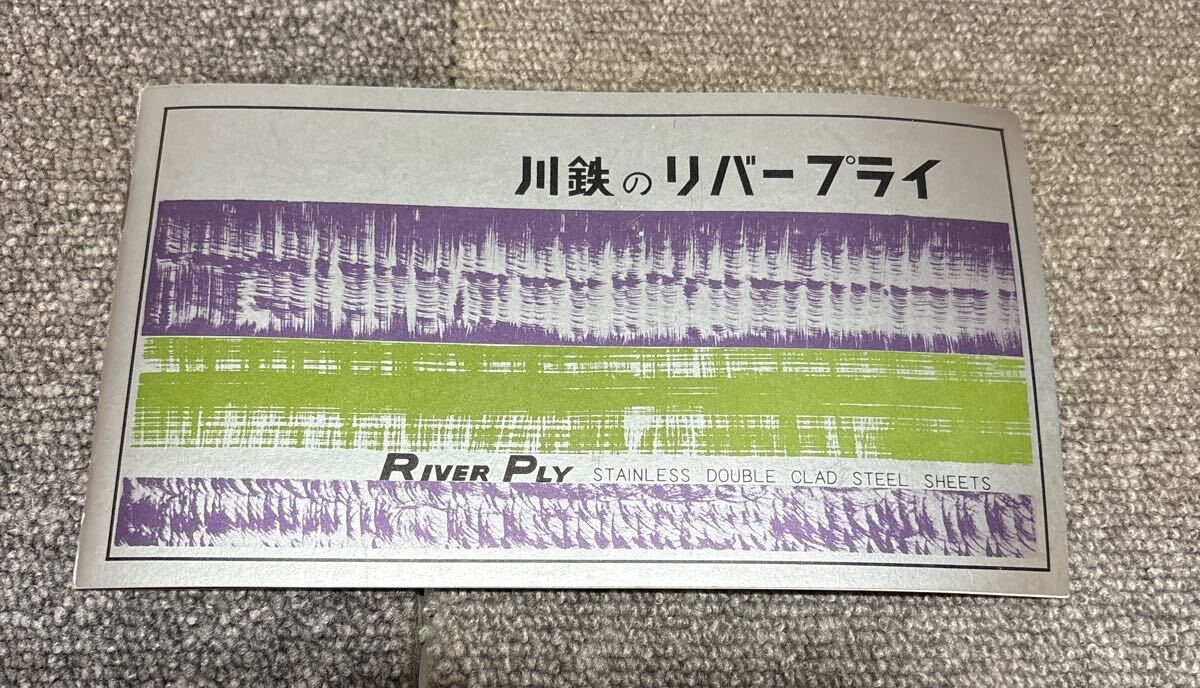 川鉄のリバープライ
RIVER PLY STAINLESS DOUBLE CLAD STEEL SHEETS